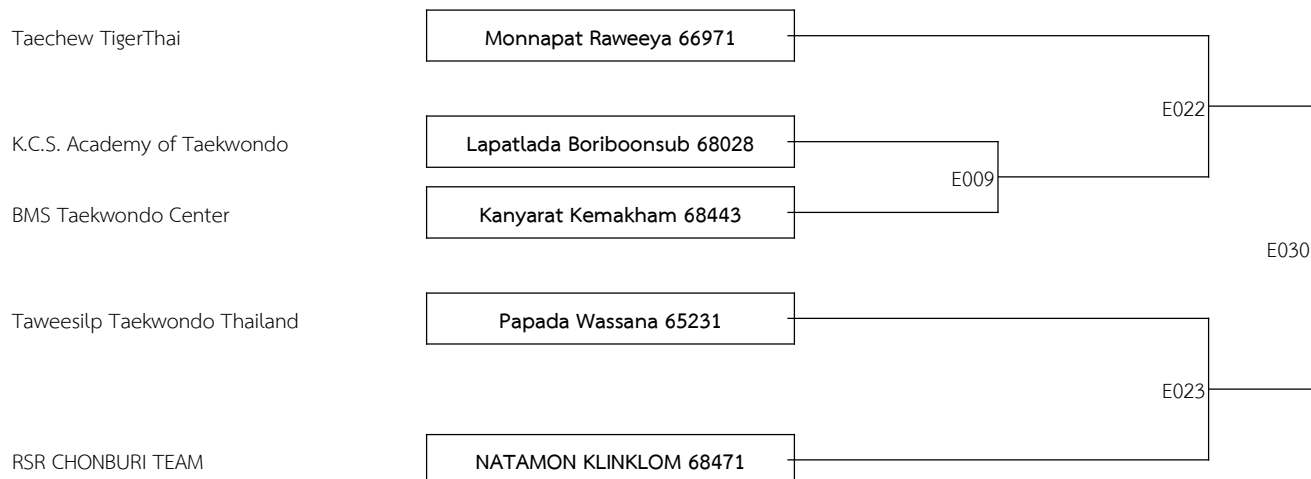 Taechew TigerThai
Monnapat Raweeya 66971
E022
K.C.S. Academy of Taekwondo
Lapatlada Boriboonsub 68028
E009
BMS Taekwondo Center
Kanyarat Kemakham 68443
E030
Taweesilp Taekwondo Thailand
Papada Wassana 65231
E023
RSR CHONBURI TEAM
NATAMON KLINKLOM 68471